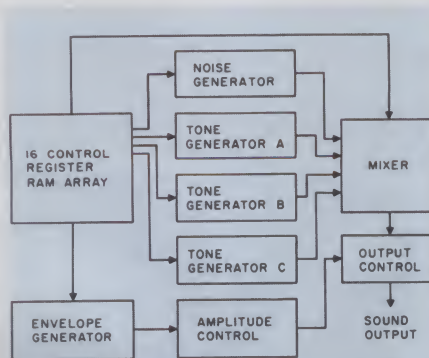 NOISE
GENERATOR
16 CONTROL
REGISTER
RAM ARRAY
TONE
GENERATOR A
TONE
GENERATOR B
TONE
GENERATOR C
MIXER
OUTPUT
CONTROL
ENVELOPE
GENERATOR
AMPLITUDE
CONTROL
SOUND
OUTPUT